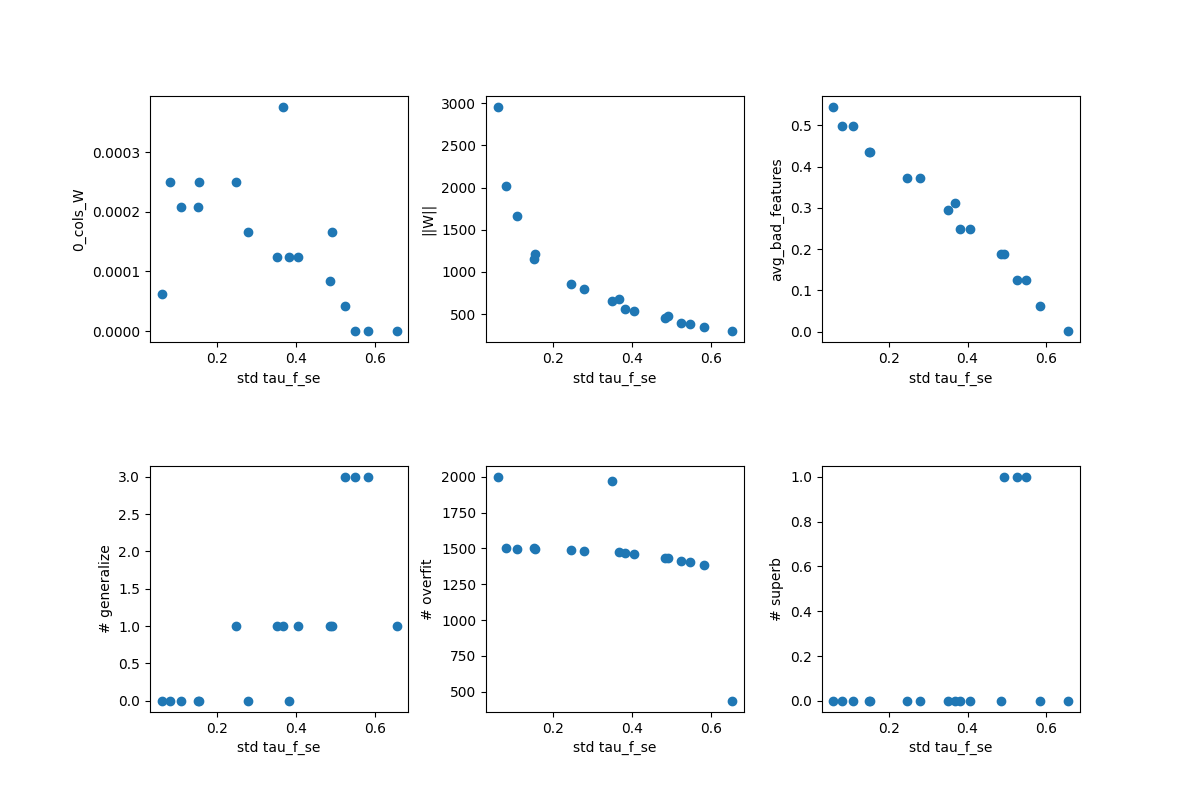 0_cols_W
0.0003
0.0002
0.0001
0.0000
0.2 0.4 0.6
std tau_f_se
||W||
3000
2500
2000
1500
1000
500
0.2 0.4 0.6
std tau_f_se
avg_bad_features
0.5
0.4
0.3
0.2
0.1
0.0
0.2 0.4 0.6
std tau_f_se
# generalize
3.0
2.5
2.0
1.5
1.0
0.5
0.0
0.2 0.4 0.6
std tau_f_se
# overfit
2000
1750
1500
1250
1000
750
500
0.2 0.4 0.6
std tau_f_se
# superb
1.0
0.8
0.6
0.4
0.2
0.0
0.2 0.4 0.6
std tau_f_se